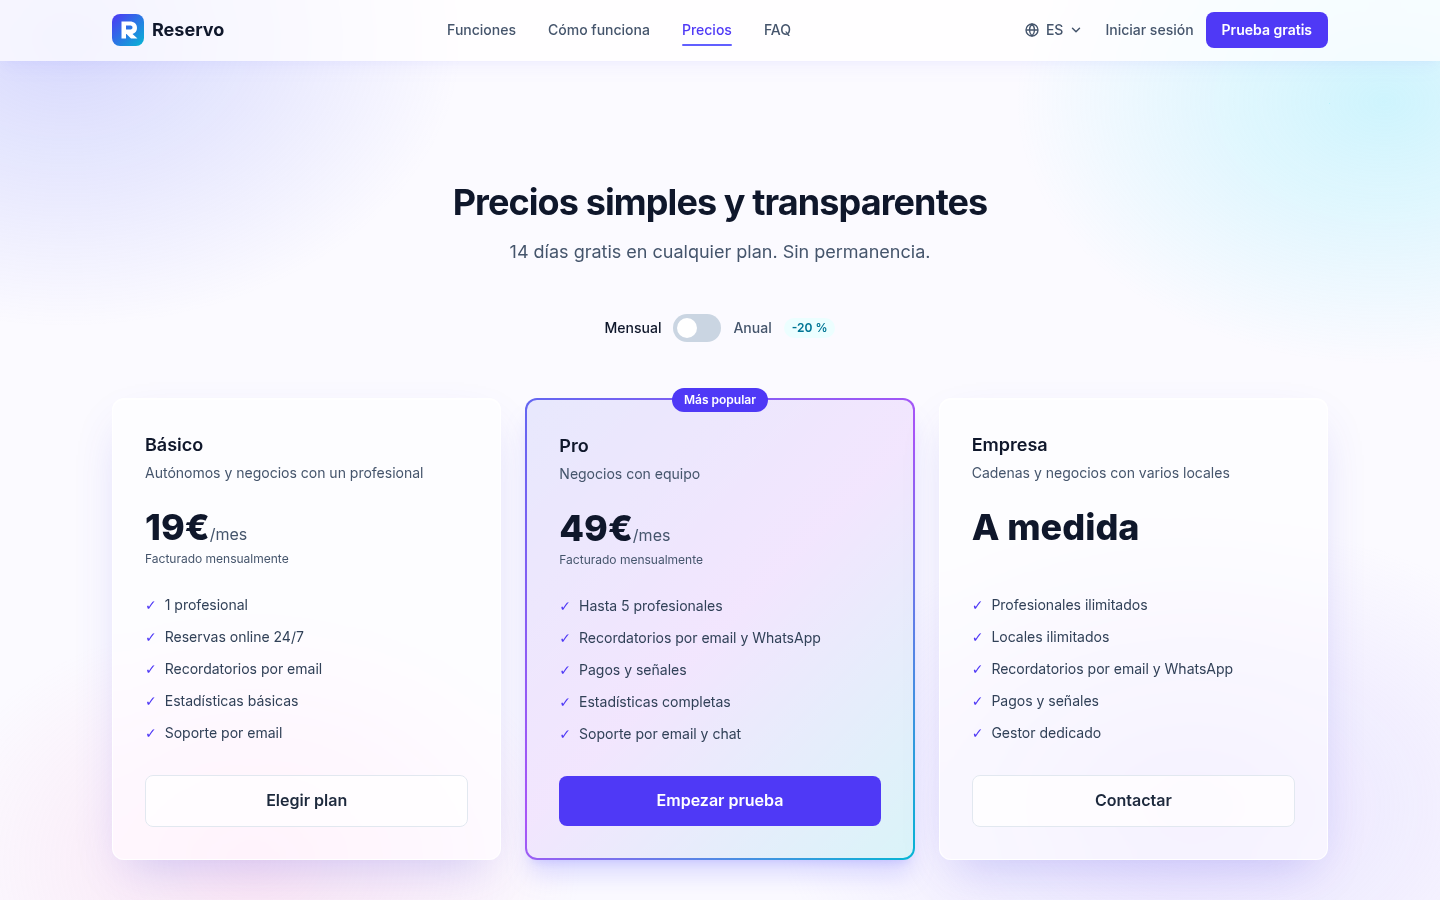 Reservo
Funciones
Cómo funciona
Precios
FAQ
ES
Iniciar sesión
Prueba gratis
Precios simples y transparentes
14 días gratis en cualquier plan. Sin permanencia.
Mensual
Anual
-20 %
Básico
Autónomos y negocios con un profesional
19€/mes
Facturado mensualmente
✓ 1 profesional
✓ Reservas online 24/7
✓ Recordatorios por email
✓ Estadísticas básicas
✓ Soporte por email
Elegir plan
Más popular
Pro
Negocios con equipo
49€/mes
Facturado mensualmente
✓ Hasta 5 profesionales
✓ Recordatorios por email y WhatsApp
✓ Pagos y señales
✓ Estadísticas completas
✓ Soporte por email y chat
Empezar prueba
Empresa
Cadenas y negocios con varios locales
A medida
✓ Profesionales ilimitados
✓ Locales ilimitados
✓ Recordatorios por email y WhatsApp
✓ Pagos y señales
✓ Gestor dedicado
Contactar